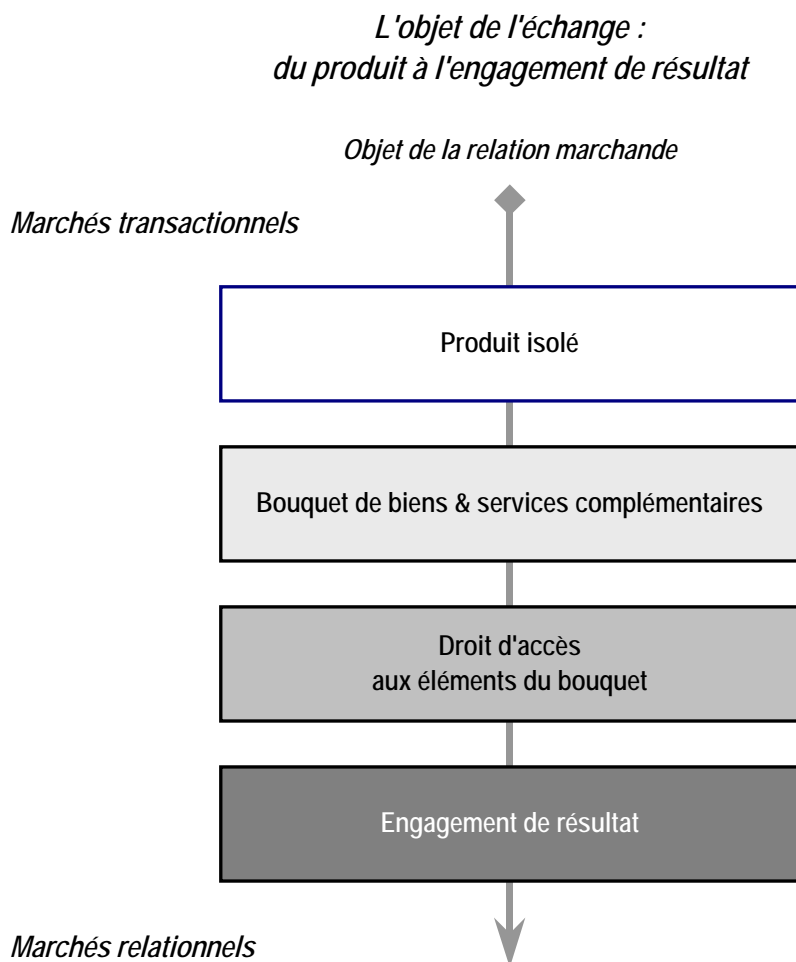 L'objet de l'échange :
du produit à l'engagement de résultat
Objet de la relation marchande
Marchés transactionnels
Produit isolé
Bouquet de biens & services complémentaires
Droit d'accès
aux éléments du bouquet
Engagement de résultat
Marchés relationnels